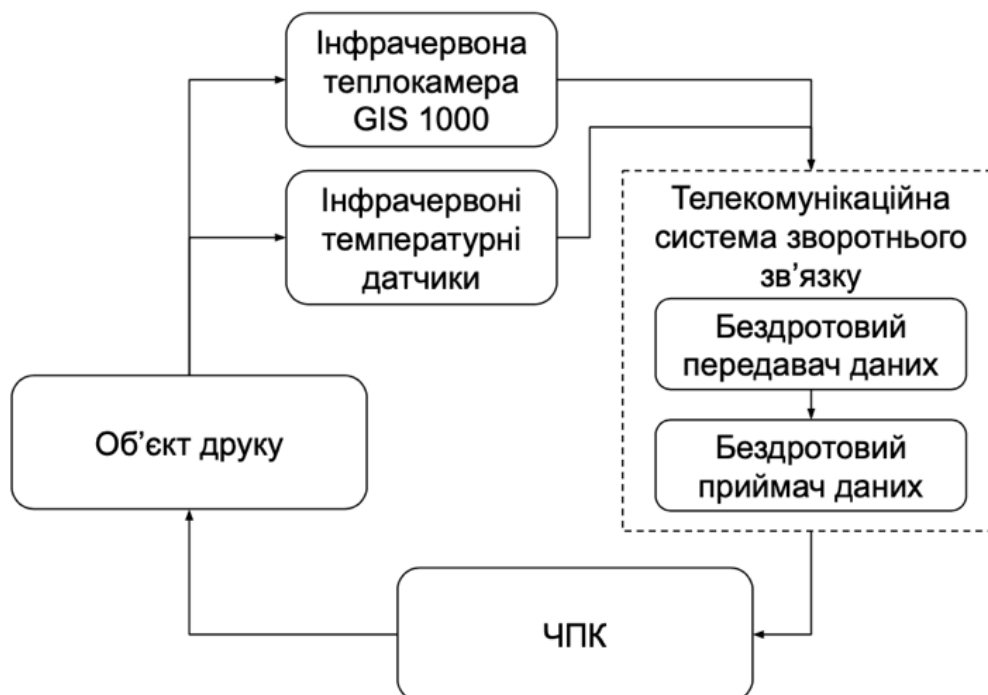 Інфрачервона
теплокамера
GIS 1000
Інфрачервоні
температурні
датчики
Телекомунікаційна
система зворотнього
зв’язку
Бездротовий
передавач даних
Бездротовий
приймач даних
Об’єкт друку
ЧПК